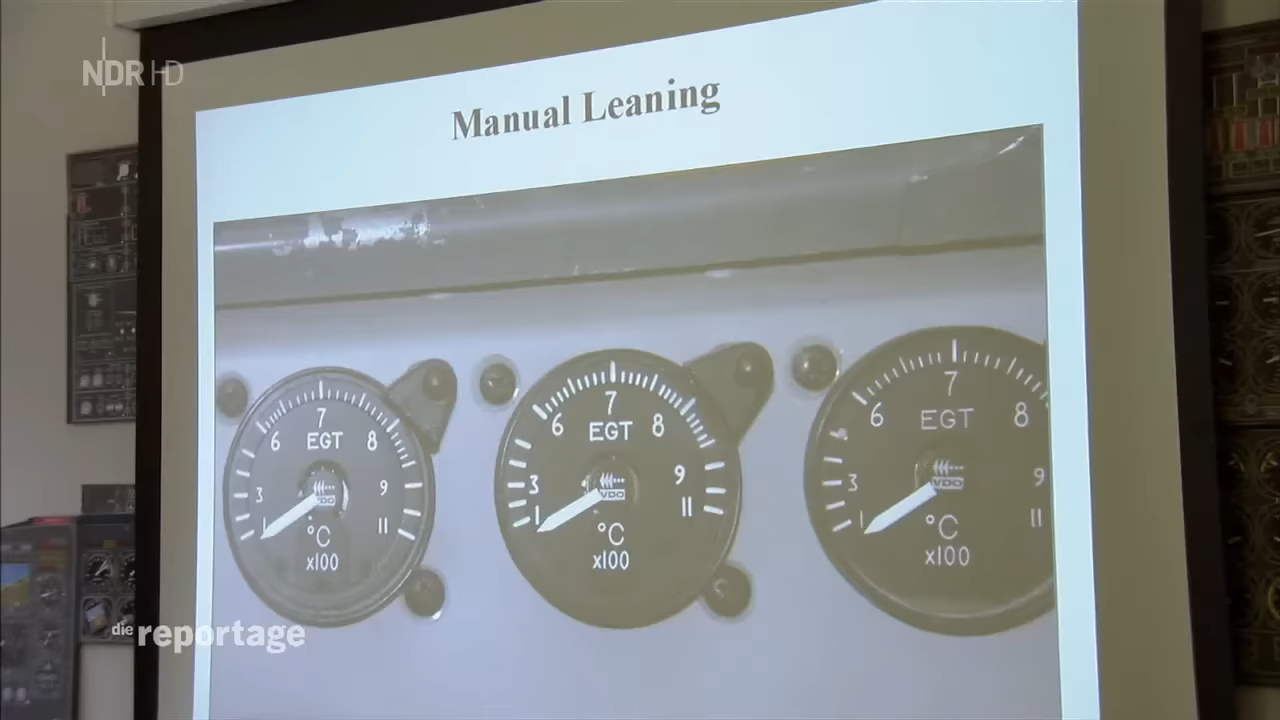 NDR HD
Manual Leaning
7
6 EGT 8
3 9
1 11
VDO
°C
x100
7
6 EGT 8
3 9
1 11
VDO
°C
x100
7
6 EGT 8
3 9
1 11
VDO
°C
x100
die reportage